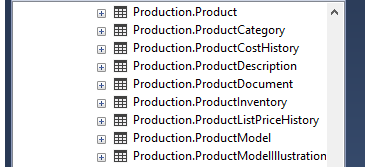 Production.Product
Production.ProductCategory
Production.ProductCostHistory
Production.ProductDescription
Production.ProductDocument
Production.ProductInventory
Production.ProductListPriceHistory
Production.ProductModel
Production.ProductModelIllustration